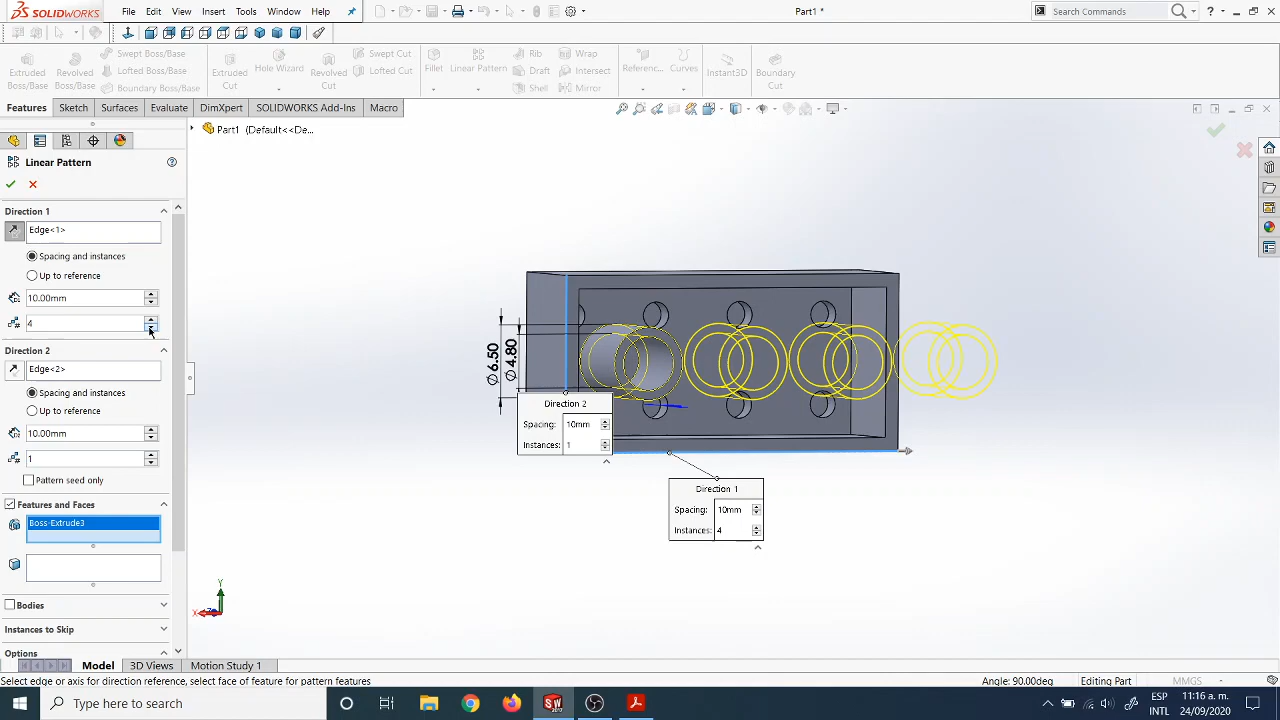 SOLIDWORKS File Edit View Insert Tools Window Help Part1 * Search Commands
Extruded Boss/Base
Revolved Boss/Base
Swept Boss/Base
Lofted Boss/Base
Boundary Boss/Base
Extruded Cut
Hole Wizard
Revolved Cut
Swept Cut
Lofted Cut
Fillet
Linear Pattern
Rib
Draft
Shell
Wrap
Intersect
Mirror
Referenc...
Curves
Instant3D
Boundary Cut
Features Sketch Surfaces Evaluate DimXpert SOLIDWORKS Add-Ins Macro
Part1 (Default<<De...
Linear Pattern
Direction 1
Edge<1>
Spacing and instances
Up to reference
10.00mm
4
Direction 2
Edge<2>
Spacing and instances
Up to reference
10.00mm
1
Pattern seed only
Features and Faces
Boss-Extrude3
Bodies
Instances to Skip
Options
Ø6.50
Ø4.80
Direction 2
Spacing: 10mm
Instances: 1
Direction 1
Spacing: 10mm
Instances: 4
Y
X
Model 3D Views Motion Study 1
Select edge or axis for direction reference, select face of feature for pattern features Angle: 90.00deg Editing Part MMGS
Type here to search
ESP
INTL
11:16 a. m.
24/09/2020